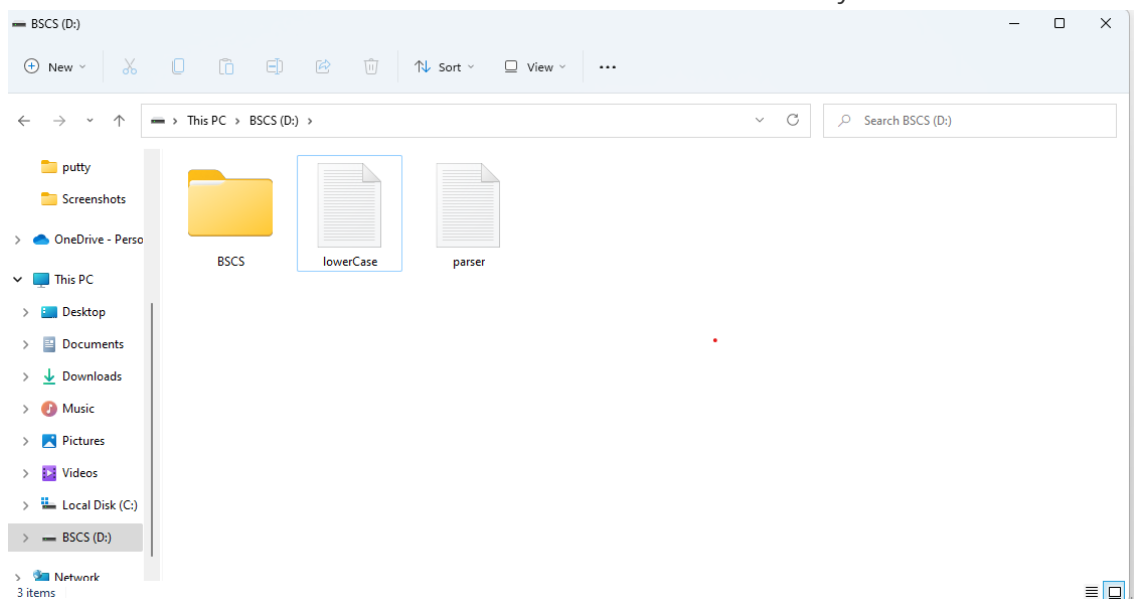 BSCS (D:)
New
Sort
View
This PC
BSCS (D:)
Search BSCS (D:)
putty
Screenshots
OneDrive - Perso
This PC
Desktop
Documents
Downloads
Music
Pictures
Videos
Local Disk (C:)
BSCS (D:)
Network
BSCS
lowerCase
parser
3 items